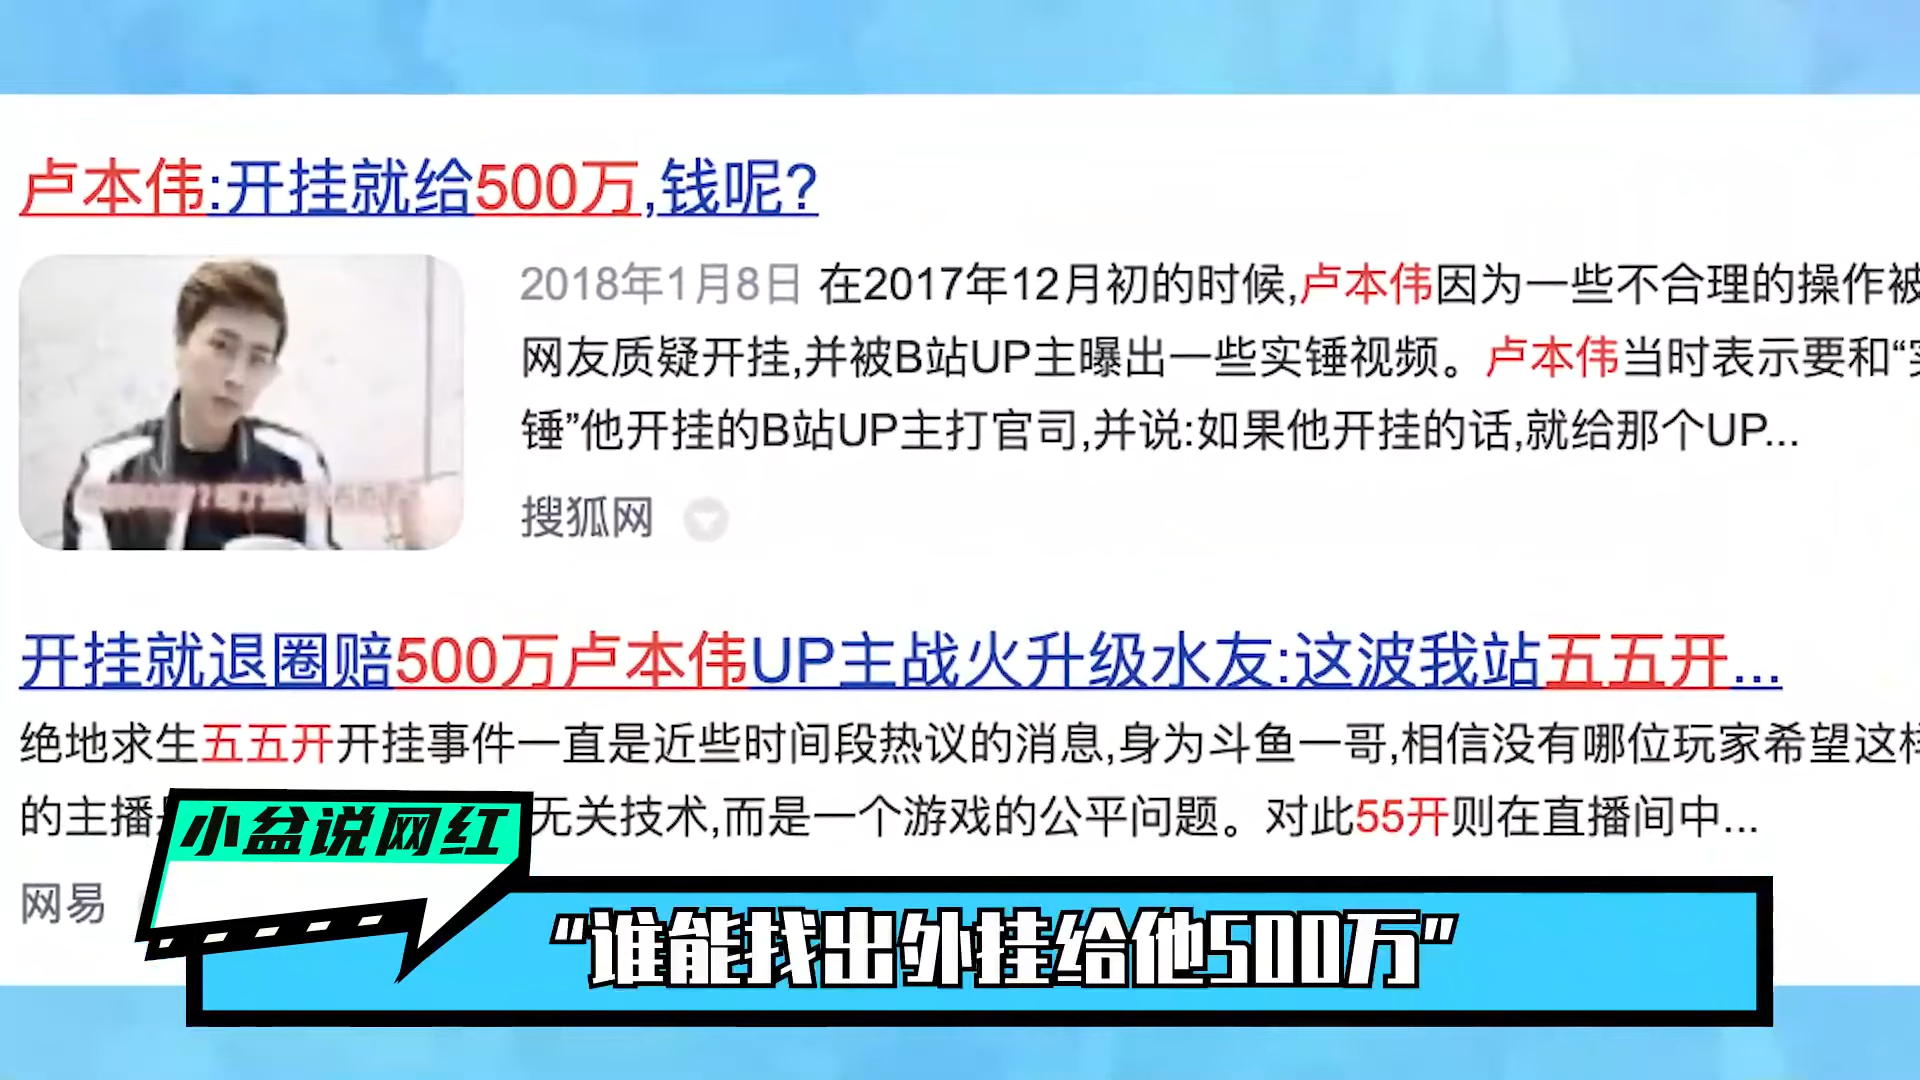 卢本伟:开挂就给500万,钱呢?
2018年1月8日 在2017年12月初的时候,卢本伟因为一些不合理的操作被
网友质疑开挂,并被B站UP主曝出一些实锤视频。卢本伟当时表示要和“实
锤”他开挂的B站UP主打官司,并说:如果他开挂的话,就给那个UP...
搜狐网
开挂就退圈赔500万卢本伟UP主战火升级水友:这波我站五五开...
绝地求生五五开开挂事件一直是近些时间段热议的消息,身为斗鱼一哥,相信没有哪位玩家希望这样
的主播 无关技术,而是一个游戏的公平问题。对此55开则在直播间中...
网易
小盆说网红
“谁能找出外挂给他500万”